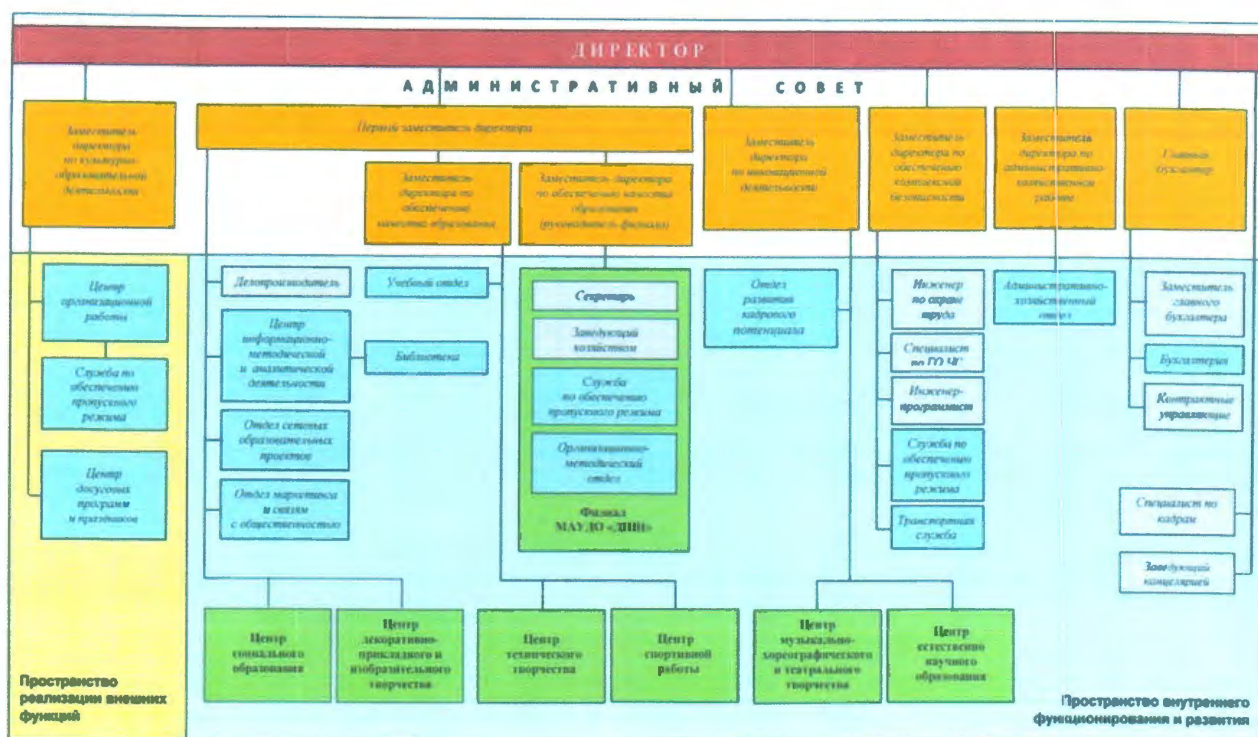 ДИРЕКТОР
АДМИНИСТРАТИВНЫЙ СОВЕТ
Заместитель
директора
по культурно-
образовательной
деятельности
Первый заместитель директора
Заместитель
директора по
обеспечению
качества образования
Заместитель директора
по обеспечению качества
образования
(руководитель филиала)
Заместитель
директора
по инновационной
деятельности
Заместитель
директора по
обеспечению
комплексной
безопасности
Заместитель
директора по
административно-
хозяйственной
работе
Главный
бухгалтер
Центр
организационной
работы
Служба по
обеспечению
пропускного
режима
Центр
досуговых
программ
и праздников
Делопроизводитель
Центр
информационно-
методической
и аналитической
деятельности
Отдел сетевых
образовательных
проектов
Отдел маркетинга
и связям
с общественностью
Учебный отдел
Библиотека
Секретарь
Заведующий
хозяйством
Служба
по обеспечению
пропускного режима
Организационно-
методический
отдел
Филиал
МАУДО
Отдел
развития
кадрового
потенциала
Инженер
по охране
труда
Специалист
по ГО ЧС
Инженер-
программист
Служба по
обеспечению
пропускного
режима
Транспортная
служба
Административно-
хозяйственный
отдел
Заместитель
главного
бухгалтера
Бухгалтерия
Контрактные
управляющие
Специалист по
кадрам
Заведующий
канцелярией
Центр
социального
образования
Центр
декоративно-
прикладного и
изобразительного
творчества
Центр
технического
творчества
Центр
спортивной
работы
Центр
музыкально-
хореографического
и театрального
творчества
Центр
естественно
научного
образования
Пространство
реализации внешних
функций
Пространство внутреннего
функционирования и развития